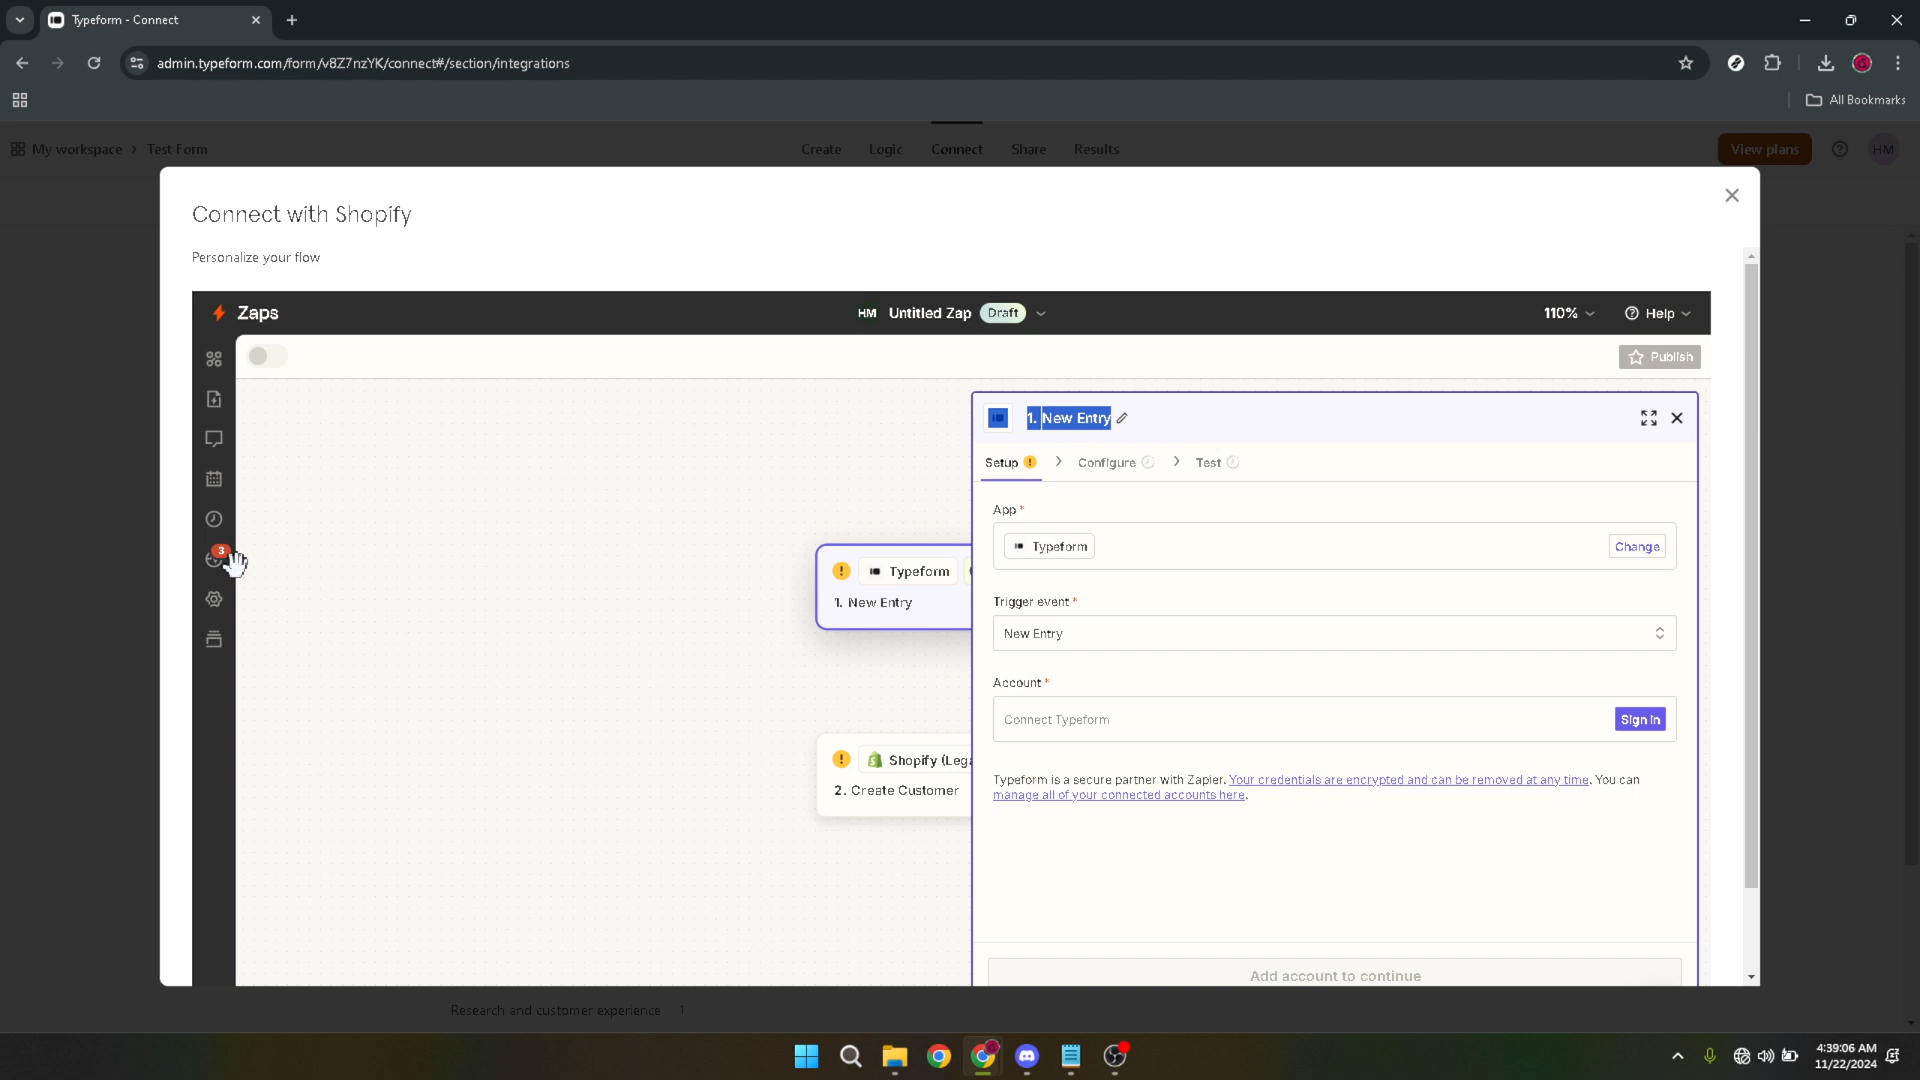 Typeform - Connect
admin.typeform.com/form/v8Z7nzYK/connect#/section/integrations
All Bookmarks
My workspace > Test Form
Create
Logic
Connect
Share
Results
View plans
HM
Connect with Shopify
Personalize your flow
Zaps
HM Untitled Zap Draft
110%
Help
Publish
1. New Entry
Setup ! > Configure > Test
App *
Typeform
Change
3
! Typeform
1. New Entry
Trigger event *
New Entry
Account *
Connect Typeform
Sign in
! Shopify (Lega
2. Create Customer
Typeform is a secure partner with Zapier. Your credentials are encrypted and can be removed at any time. You can
manage all of your connected accounts here.
Add account to continue
Research and customer experience 1
4:39:06 AM
11/22/2024